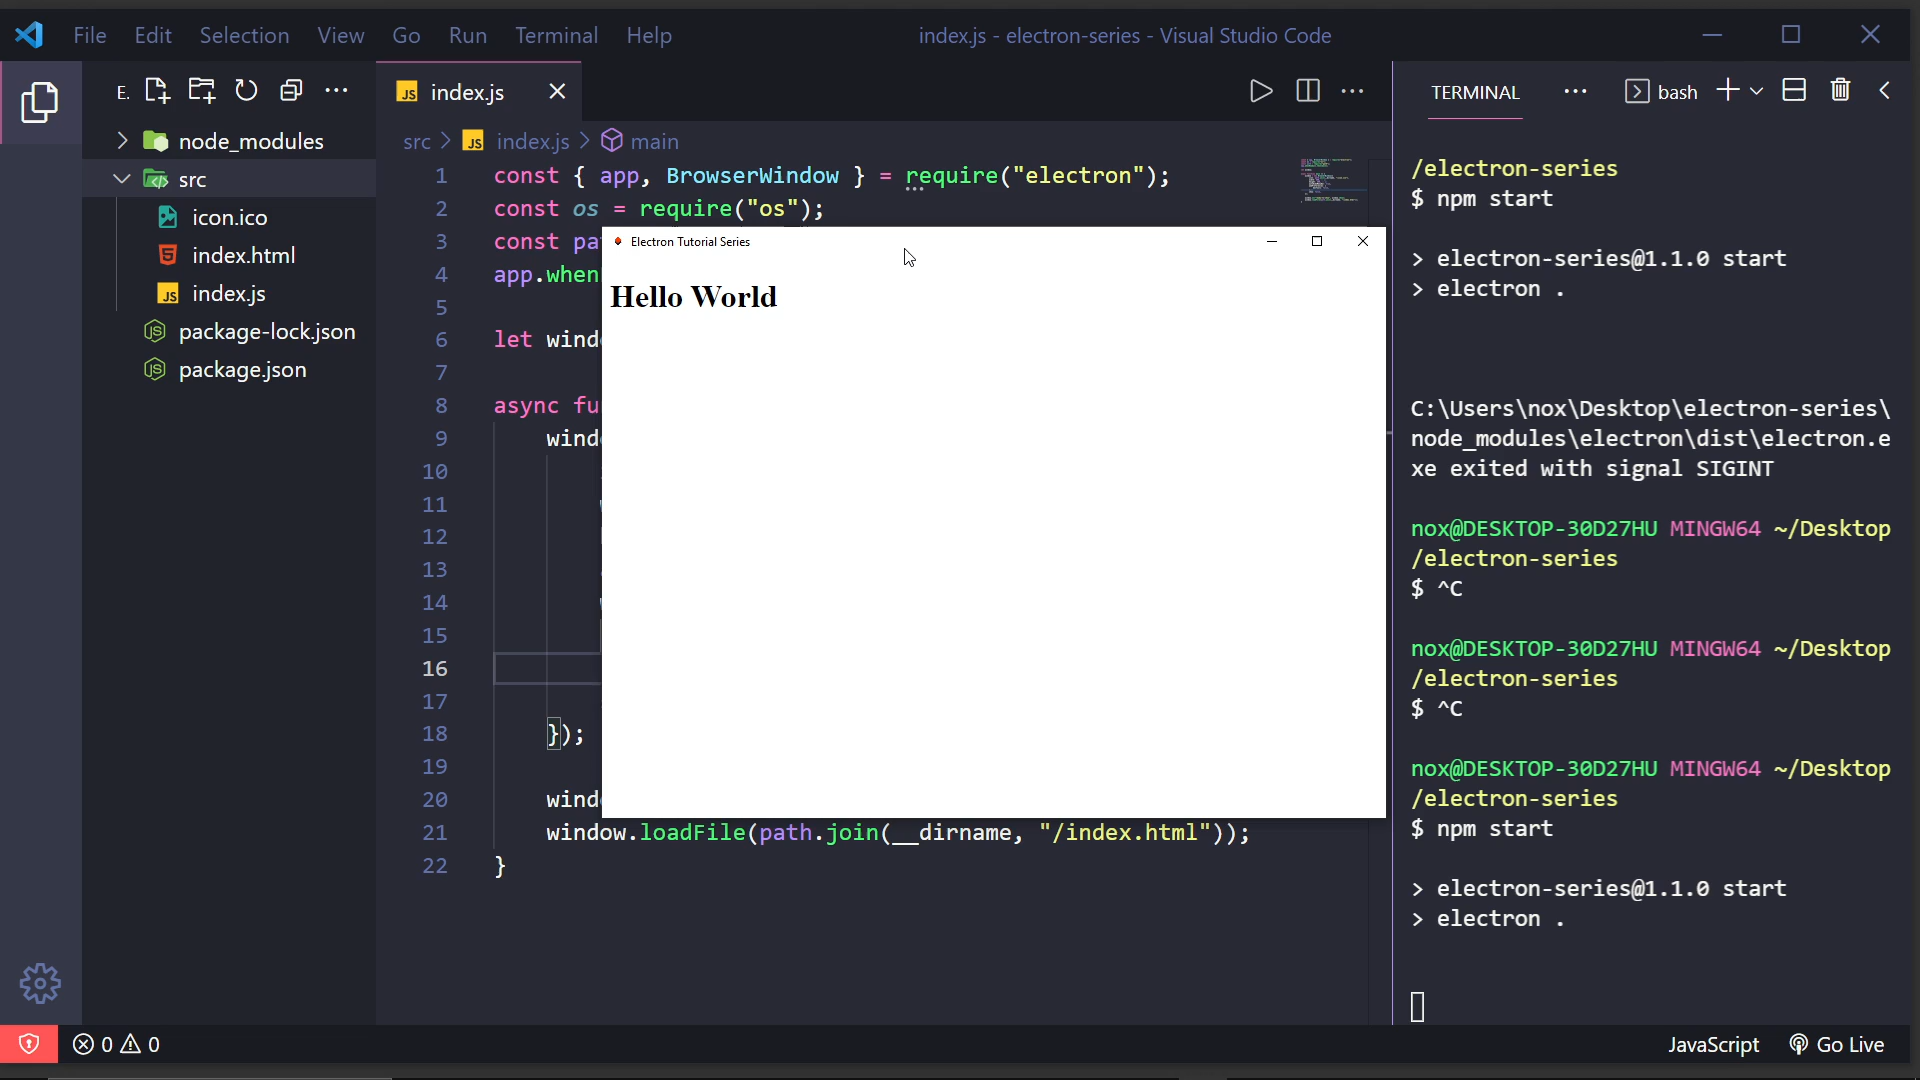 File Edit Selection View Go Run Terminal Help
index.js - electron-series - Visual Studio Code
E.
node_modules
src
icon.ico
index.html
index.js
package-lock.json
package.json
index.js
src > index.js > main
1 const { app, BrowserWindow } = require("electron");
2 const os = require("os");
3 const pa
4 app.when
5
6 let wind
7
8 async fu
9 wind
10
11
12
13
14
15
16
17
18 });
19
20 wind
21 window.loadFile(path.join(__dirname, "/index.html"));
22 }
Electron Tutorial Series
Hello World
TERMINAL
bash
/electron-series
$ npm start
> electron-series@1.1.0 start
> electron .
C:\Users\nox\Desktop\electron-series\
node_modules\electron\dist\electron.e
xe exited with signal SIGINT
nox@DESKTOP-30D27HU MINGW64 ~/Desktop
/electron-series
$ ^C
nox@DESKTOP-30D27HU MINGW64 ~/Desktop
/electron-series
$ ^C
nox@DESKTOP-30D27HU MINGW64 ~/Desktop
/electron-series
$ npm start
> electron-series@1.1.0 start
> electron .
0 0
JavaScript
Go Live